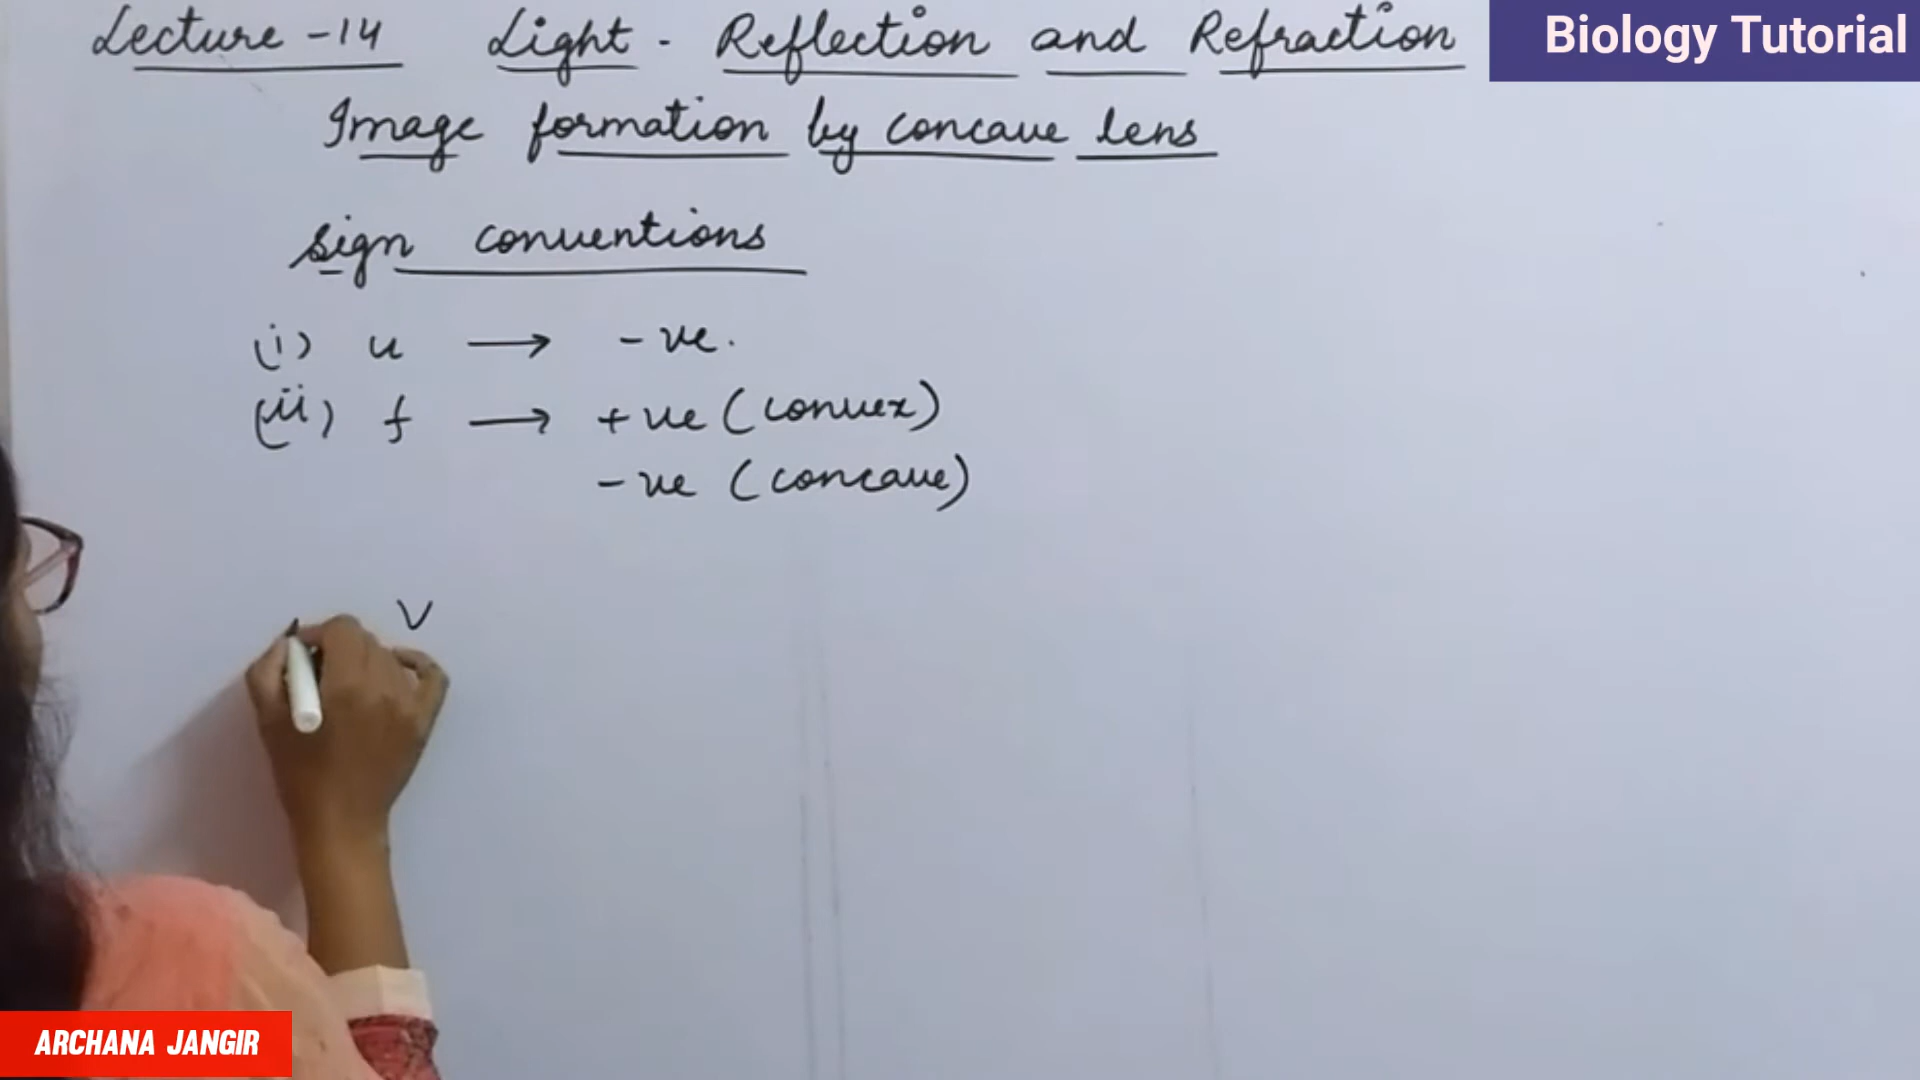 Lecture -14 Light - Reflection and Refraction
Biology Tutorial
Image formation by concave lens
sign conventions
(i) u → -ve.
(ii) f → +ve (convex)
-ve (concave)
V
ARCHANA JANGIR